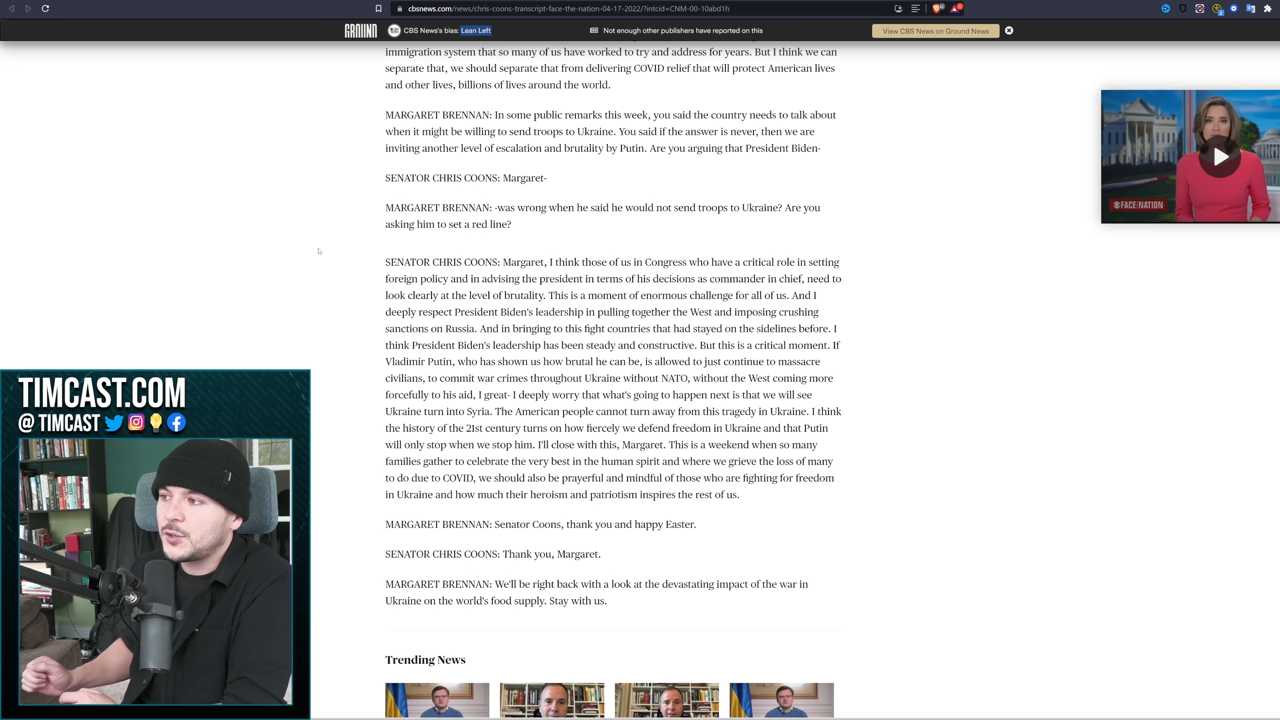 cbsnews.com/news/chris-coons-transcript-face-the-nation-04-17-2022/?intcid=CNM-00-10abd1h
GROUND
CBS News's bias: Lean Left
Not enough other publishers have reported on this
View CBS News on Ground News
immigration system that so many of us have worked to try and address for years. But I think we can
separate that, we should separate that from delivering COVID relief that will protect American lives
and other lives, billions of lives around the world.
MARGARET BRENNAN: In some public remarks this week, you said the country needs to talk about
when it might be willing to send troops to Ukraine. You said if the answer is never, then we are
inviting another level of escalation and brutality by Putin. Are you arguing that President Biden-
SENATOR CHRIS COONS: Margaret-
MARGARET BRENNAN: -was wrong when he said he would not send troops to Ukraine? Are you
asking him to set a red line?
SENATOR CHRIS COONS: Margaret, I think those of us in Congress who have a critical role in setting
foreign policy and in advising the president in terms of his decisions as commander in chief, need to
look clearly at the level of brutality. This is a moment of enormous challenge for all of us. And I
deeply respect President Biden's leadership in pulling together the West and imposing crushing
sanctions on Russia. And in bringing to this fight countries that had stayed on the sidelines before. I
think President Biden's leadership has been steady and constructive. But this is a critical moment. If
Vladimir Putin, who has shown us how brutal he can be, is allowed to just continue to massacre
civilians, to commit war crimes throughout Ukraine without NATO, without the West coming more
forcefully to his aid, I great- I deeply worry that what's going to happen next is that we will see
Ukraine turn into Syria. The American people cannot turn away from this tragedy in Ukraine. I think
the history of the 21st century turns on how fiercely we defend freedom in Ukraine and that Putin
will only stop when we stop him. I'll close with this, Margaret. This is a weekend when so many
families gather to celebrate the very best in the human spirit and where we grieve the loss of many
to do due to COVID, we should also be prayerful and mindful of those who are fighting for freedom
in Ukraine and how much their heroism and patriotism inspires the rest of us.
MARGARET BRENNAN: Senator Coons, thank you and happy Easter.
SENATOR CHRIS COONS: Thank you, Margaret.
MARGARET BRENNAN: We'll be right back with a look at the devastating impact of the war in
Ukraine on the world's food supply. Stay with us.
Trending News
FACE THE NATION
TIMCAST.COM
@ TIMCAST